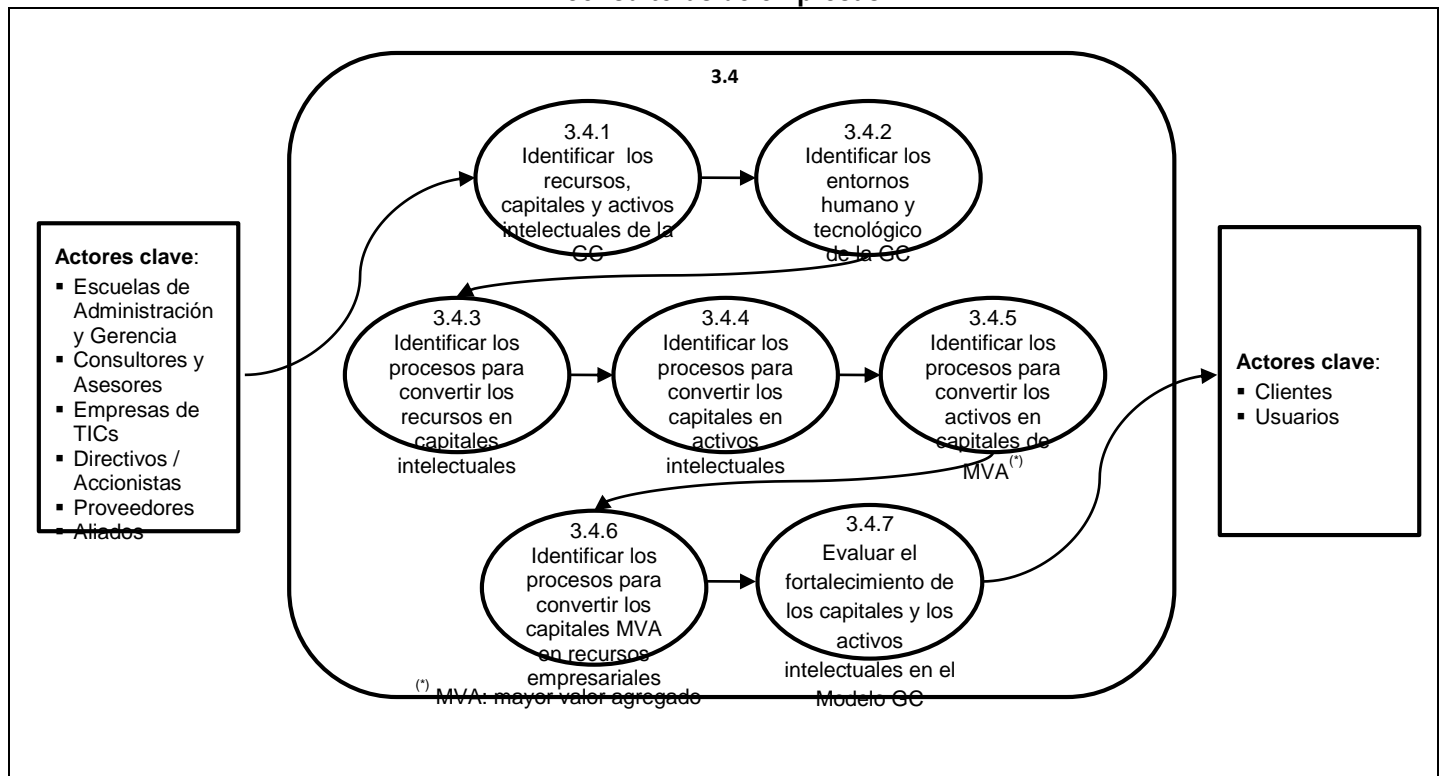 3.4
3.4.1
Identificar los
recursos,
capitales y activos
intelectuales de la
GC
3.4.2
Identificar los
entornos
humano y
tecnológico
de la GC
Actores clave:
▪ Escuelas de
Administración
y Gerencia
▪ Consultores y
Asesores
▪ Empresas de
TICs
▪ Directivos /
Accionistas
▪ Proveedores
▪ Aliados
3.4.3
Identificar los
procesos para
convertir los
recursos en
capitales
intelectuales
3.4.4
Identificar los
procesos para
convertir los
capitales en
activos
intelectuales
3.4.5
Identificar los
procesos para
convertir los
activos en
capitales de
MVA(*)
Actores clave:
▪ Clientes
▪ Usuarios
3.4.6
Identificar los
procesos para
convertir los
capitales MVA
en recursos
empresariales
3.4.7
Evaluar el
fortalecimiento de
los capitales y los
activos
intelectuales en el
Modelo GC
(*) MVA: mayor valor agregado